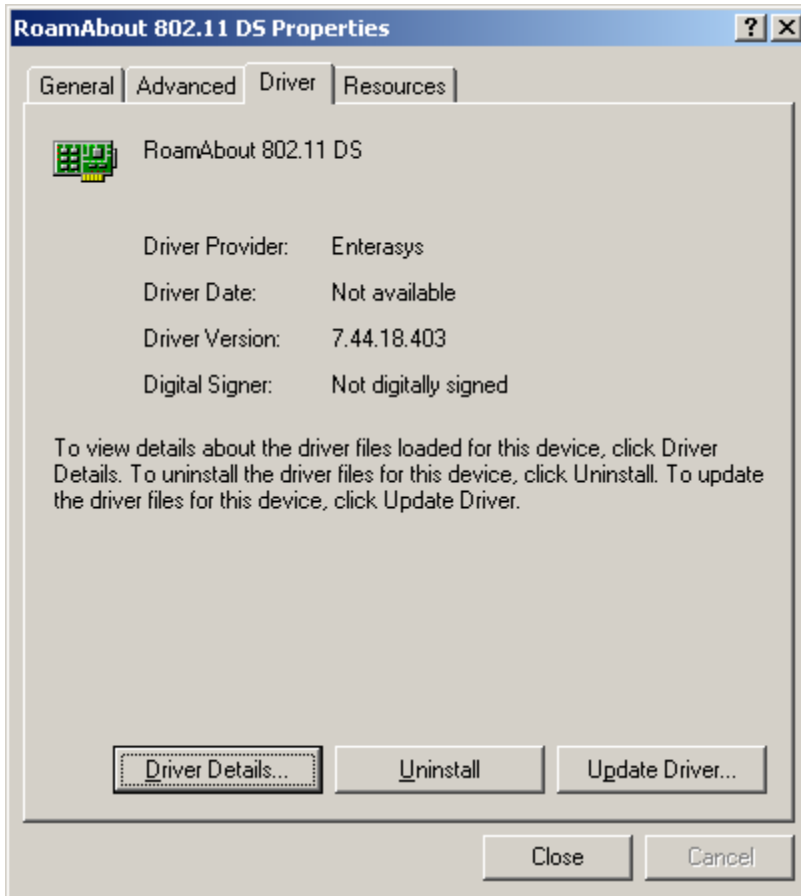 RoamAbout 802.11 DS Properties
General Advanced Driver Resources
RoamAbout 802.11 DS
Driver Provider: Enterasys
Driver Date: Not available
Driver Version: 7.44.18.403
Digital Signer: Not digitally signed
To view details about the driver files loaded for this device, click Driver
Details. To uninstall the driver files for this device, click Uninstall. To update
the driver files for this device, click Update Driver.
Driver Details... Uninstall Update Driver...
Close Cancel